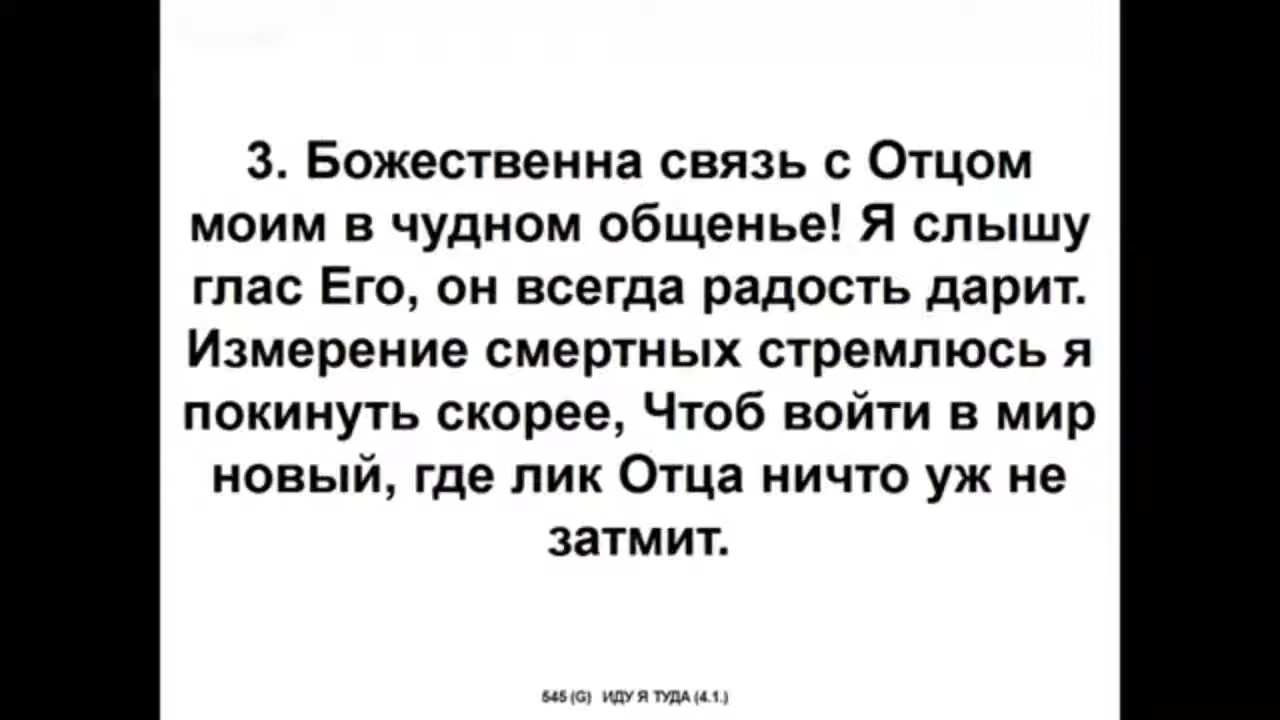 3. Божественна связь с Отцом
моим в чудном общенье! Я слышу
глас Его, он всегда радость дарит.
Измерение смертных стремлюсь я
покинуть скорее, Чтоб войти в мир
новый, где лик Отца ничто уж не
затмит.
545 (G) ИДУ Я ТУДА (4.1.)